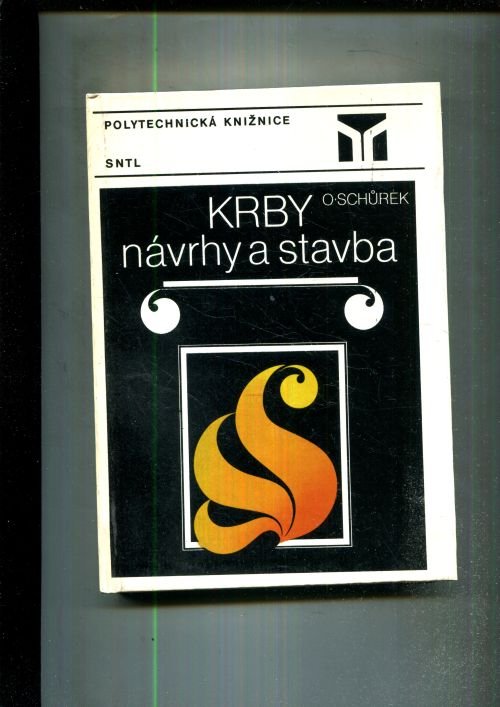 POLYTECHNICKÁ KNIŽNICE
SNTL
O·SCHŮREK
KRBY
návrhy a stavba